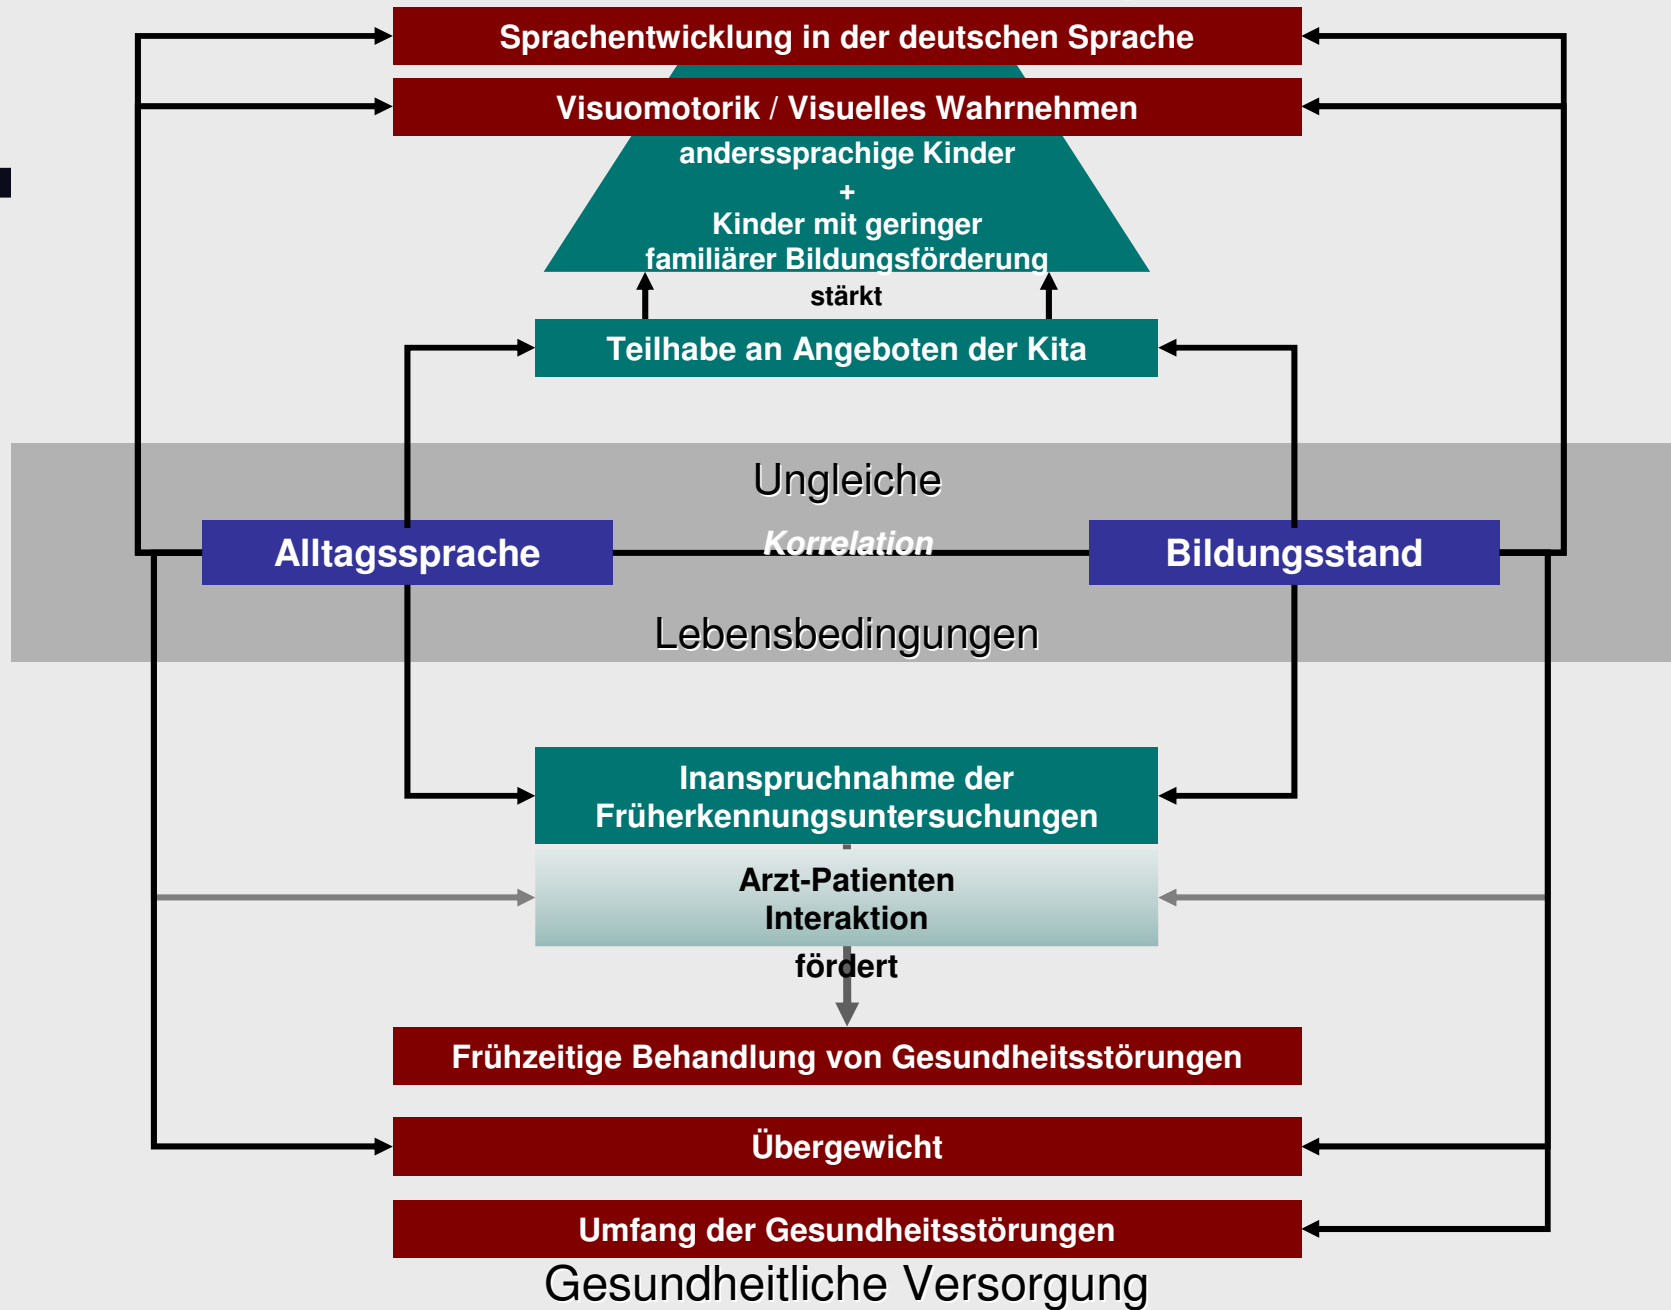 Sprachentwicklung in der deutschen Sprache
Visuomotorik / Visuelles Wahrnehmen
anderssprachige Kinder
+
Kinder mit geringer
familiärer Bildungsförderung
stärkt
Teilhabe an Angeboten der Kita
Ungleiche
Alltagssprache
Korrelation
Bildungsstand
Lebensbedingungen
Inanspruchnahme der
Früherkennungsuntersuchungen
Arzt-Patienten
Interaktion
fördert
Frühzeitige Behandlung von Gesundheitsstörungen
Übergewicht
Umfang der Gesundheitsstörungen
Gesundheitliche Versorgung